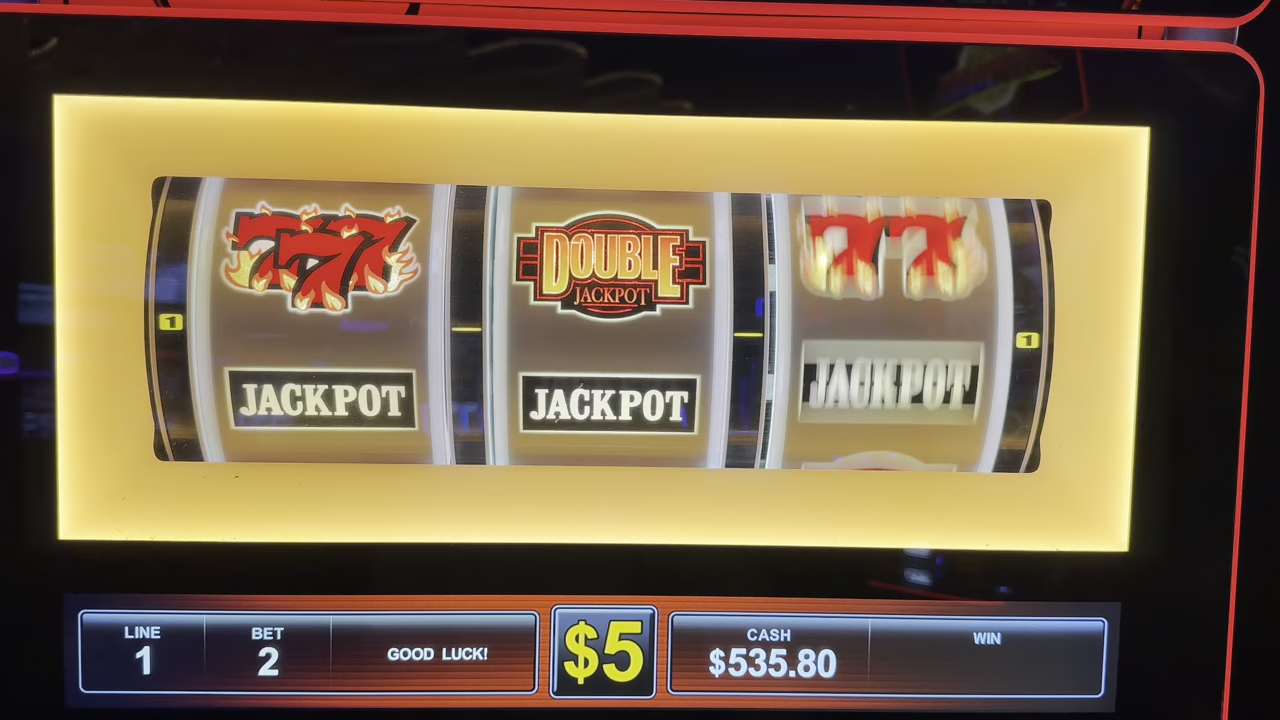 777
DOUBLE
JACKPOT
77
1
1
JACKPOT
JACKPOT
JACKPOT
LINE
1
BET
2
GOOD LUCK!
$5
CASH
$535.80
WIN